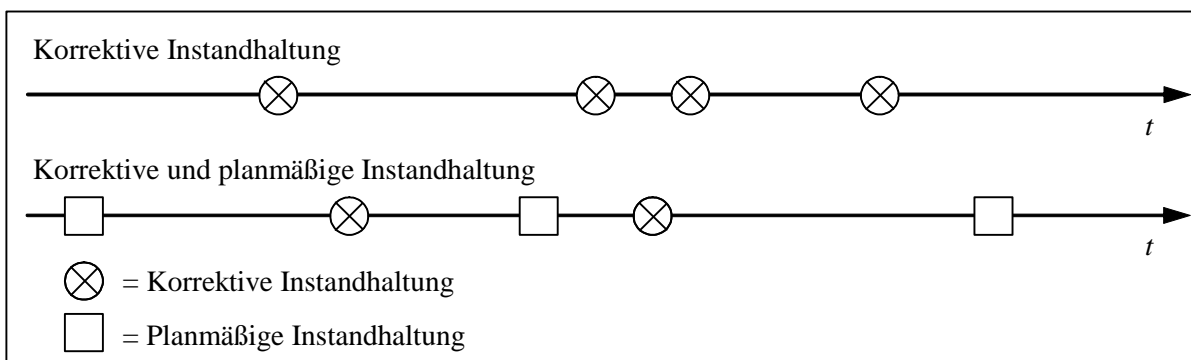 Korrektive Instandhaltung
t
Korrektive und planmäßige Instandhaltung
t
= Korrektive Instandhaltung
= Planmäßige Instandhaltung